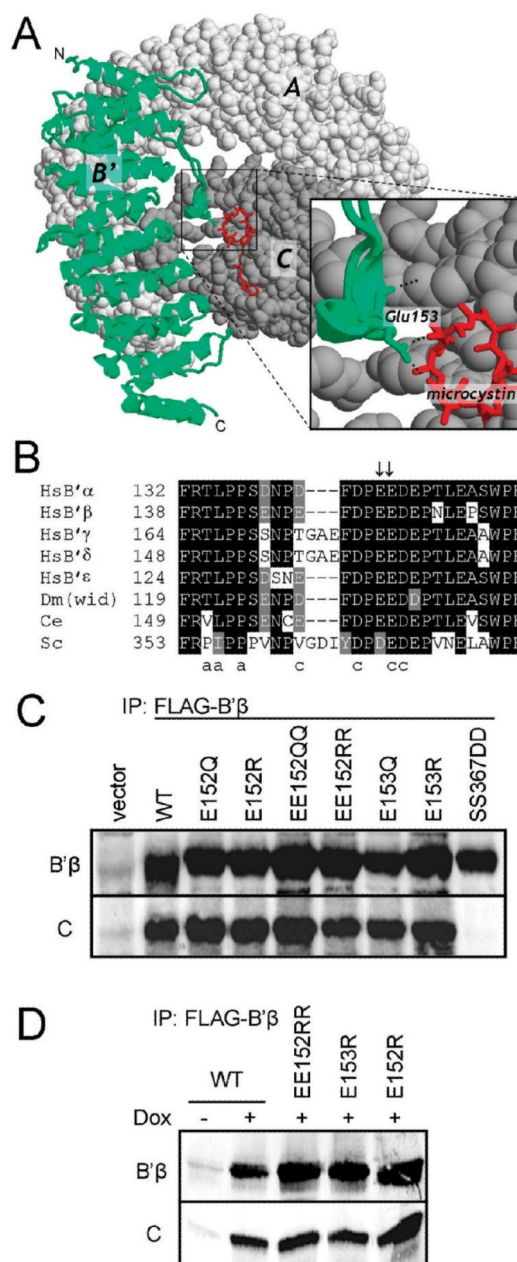 A
N
A
B'
C
Glu153
microcystin
C
B
↓↓
HsB'α 132 FRTLPPSDNPD---FDPEEDEPTLEASWP
HsB'β 138 FRTLPPSENPE---FDPEEDEPNLEPSWP
HsB'γ 164 FRTLPPSSNPTGAEFDPEEDEPTLEAAWP
HsB'δ 148 FRTLPPSSNPTGAEFDPEEDEPTLEAAWP
HsB'ε 124 FRTLPPSDSNE---FDPEEDEPTLEASWP
Dm(wid) 119 FRTLPPSENPD---FDPEEDDPTLEASWP
Ce 149 FRVLPPSENCE---FDPEEDEPTLEVSWP
Sc 353 FRPIPPPVNPVGDIYDPDEDEPVNELAWP
aa a c c cc
C
IP: FLAG-B'β
vector WT E152Q E152R EE152QQ EE152RR E153Q E153R SS367DD
B'β
C
D
IP: FLAG-B'β
WT EE152RR E153R E152R
Dox - + + + +
B'β
C